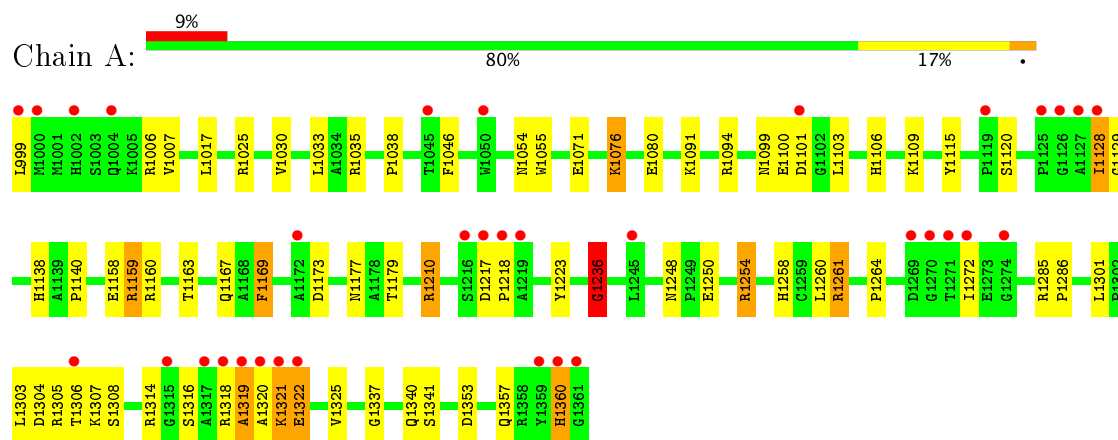 9%
Chain A:
80% 17% •
L999 M1000 M1001 H1002 S1003 Q1004 K1005 R1006 V1007 L1017 R1025 V1030 L1033 A1034 R1035 P1038 T1045 F1046 W1050 N1054 W1055 E1071 K1076 E1080 K1091 R1094 N1099 E1100 D1101 G1102 L1103 H1106 K1109 Y1115 P1119 S1120 P1125 G1126 A1127 I1128
H1138 A1139 P1140 E1158 R1159 R1160 T1163 Q1167 A1168 F1169 A1172 D1173 N1177 A1178 T1179 R1210 S1216 D1217 P1218 A1219 Y1223 G1236 L1245 N1248 P1249 E1250 R1254 H1258 C1259 L1260 R1261 P1264 D1269 G1270 T1271 I1272 E1273 G1274 R1285 P1286 L1301
L1303 D1304 R1305 T1306 K1307 S1308 R1314 G1315 S1316 A1317 R1318 A1319 A1320 K1321 E1322 V1325 G1337 Q1340 S1341 D1353 Q1357 R1358 Y1359 H1360 G1361